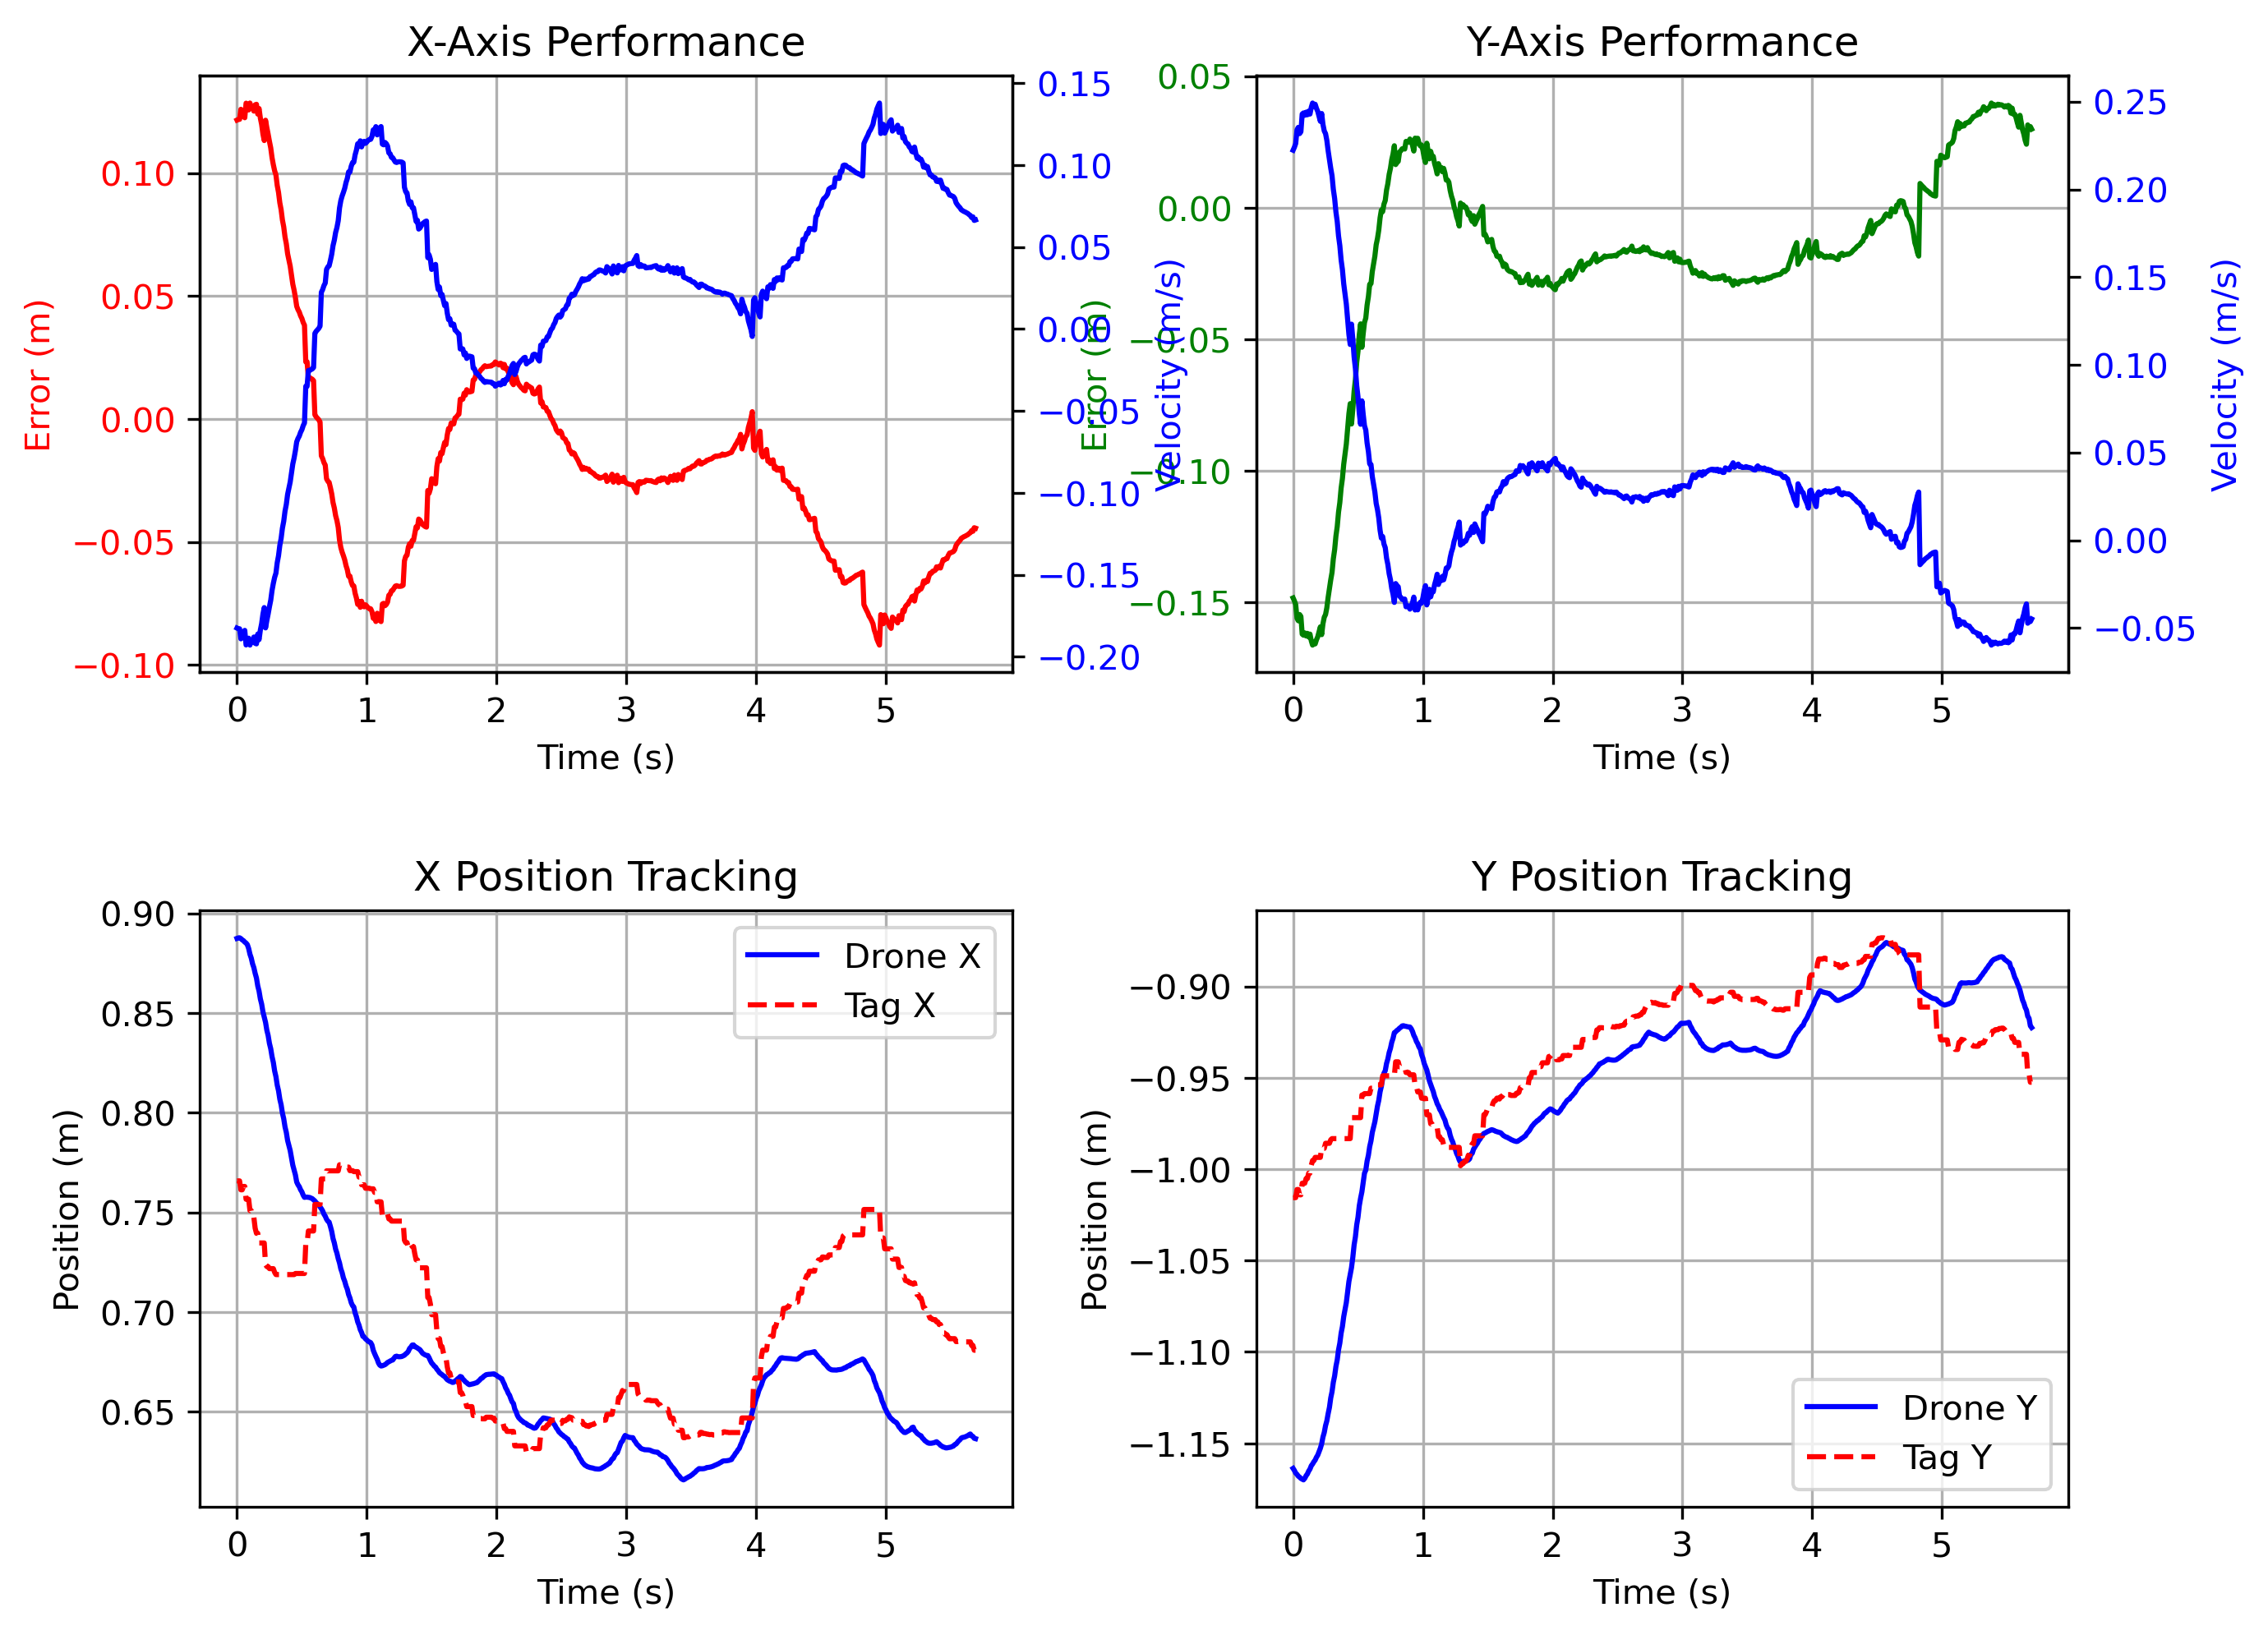 X-Axis Performance
Error (m)
0.10
0.05
0.00
−0.05
−0.10
0.15
0.10
0.05
0.00
−0.05
−0.10
−0.15
−0.20
Velocity (m/s)
0 1 2 3 4 5
Time (s)
Y-Axis Performance
Error (m)
0.05
0.00
−0.05
−0.10
−0.15
0.25
0.20
0.15
0.10
0.05
0.00
−0.05
Velocity (m/s)
0 1 2 3 4 5
Time (s)
X Position Tracking
Position (m)
0.90
0.85
0.80
0.75
0.70
0.65
Drone X
Tag X
0 1 2 3 4 5
Time (s)
Y Position Tracking
Position (m)
−0.90
−0.95
−1.00
−1.05
−1.10
−1.15
Drone Y
Tag Y
0 1 2 3 4 5
Time (s)